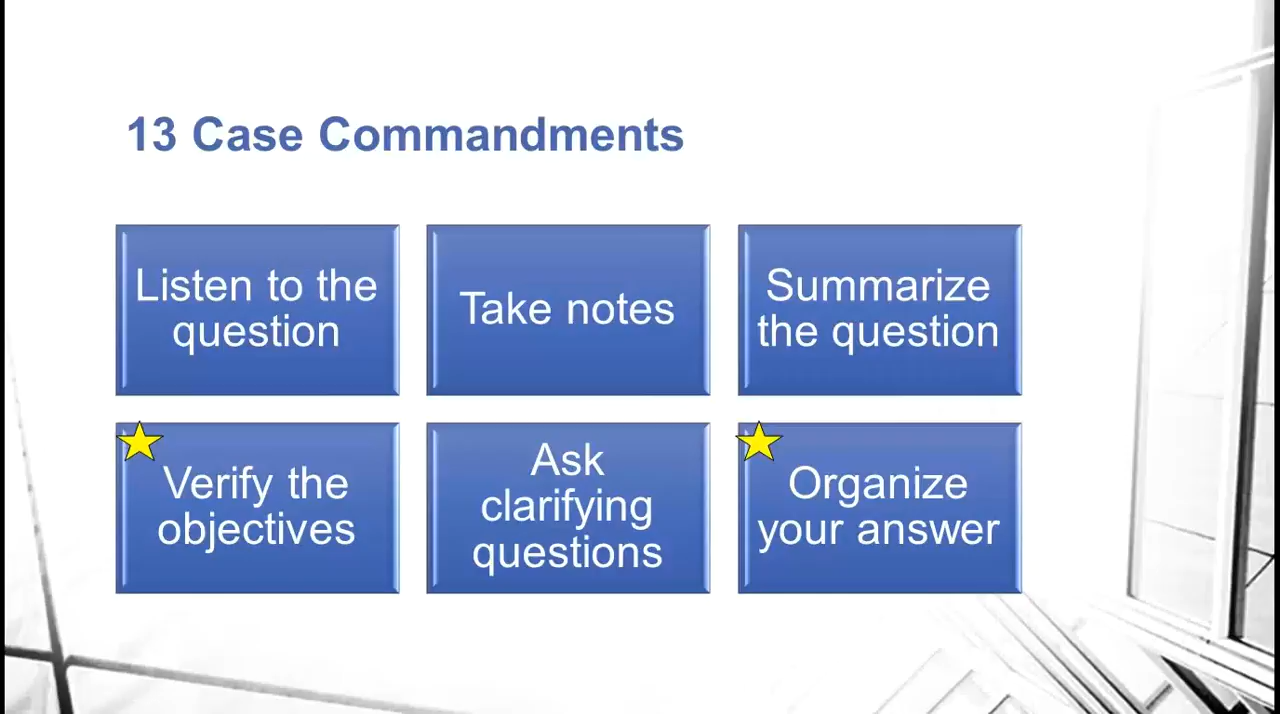 13 Case Commandments
Listen to the
question
Take notes
Summarize
the question
Verify the
objectives
Ask
clarifying
questions
Organize
your answer